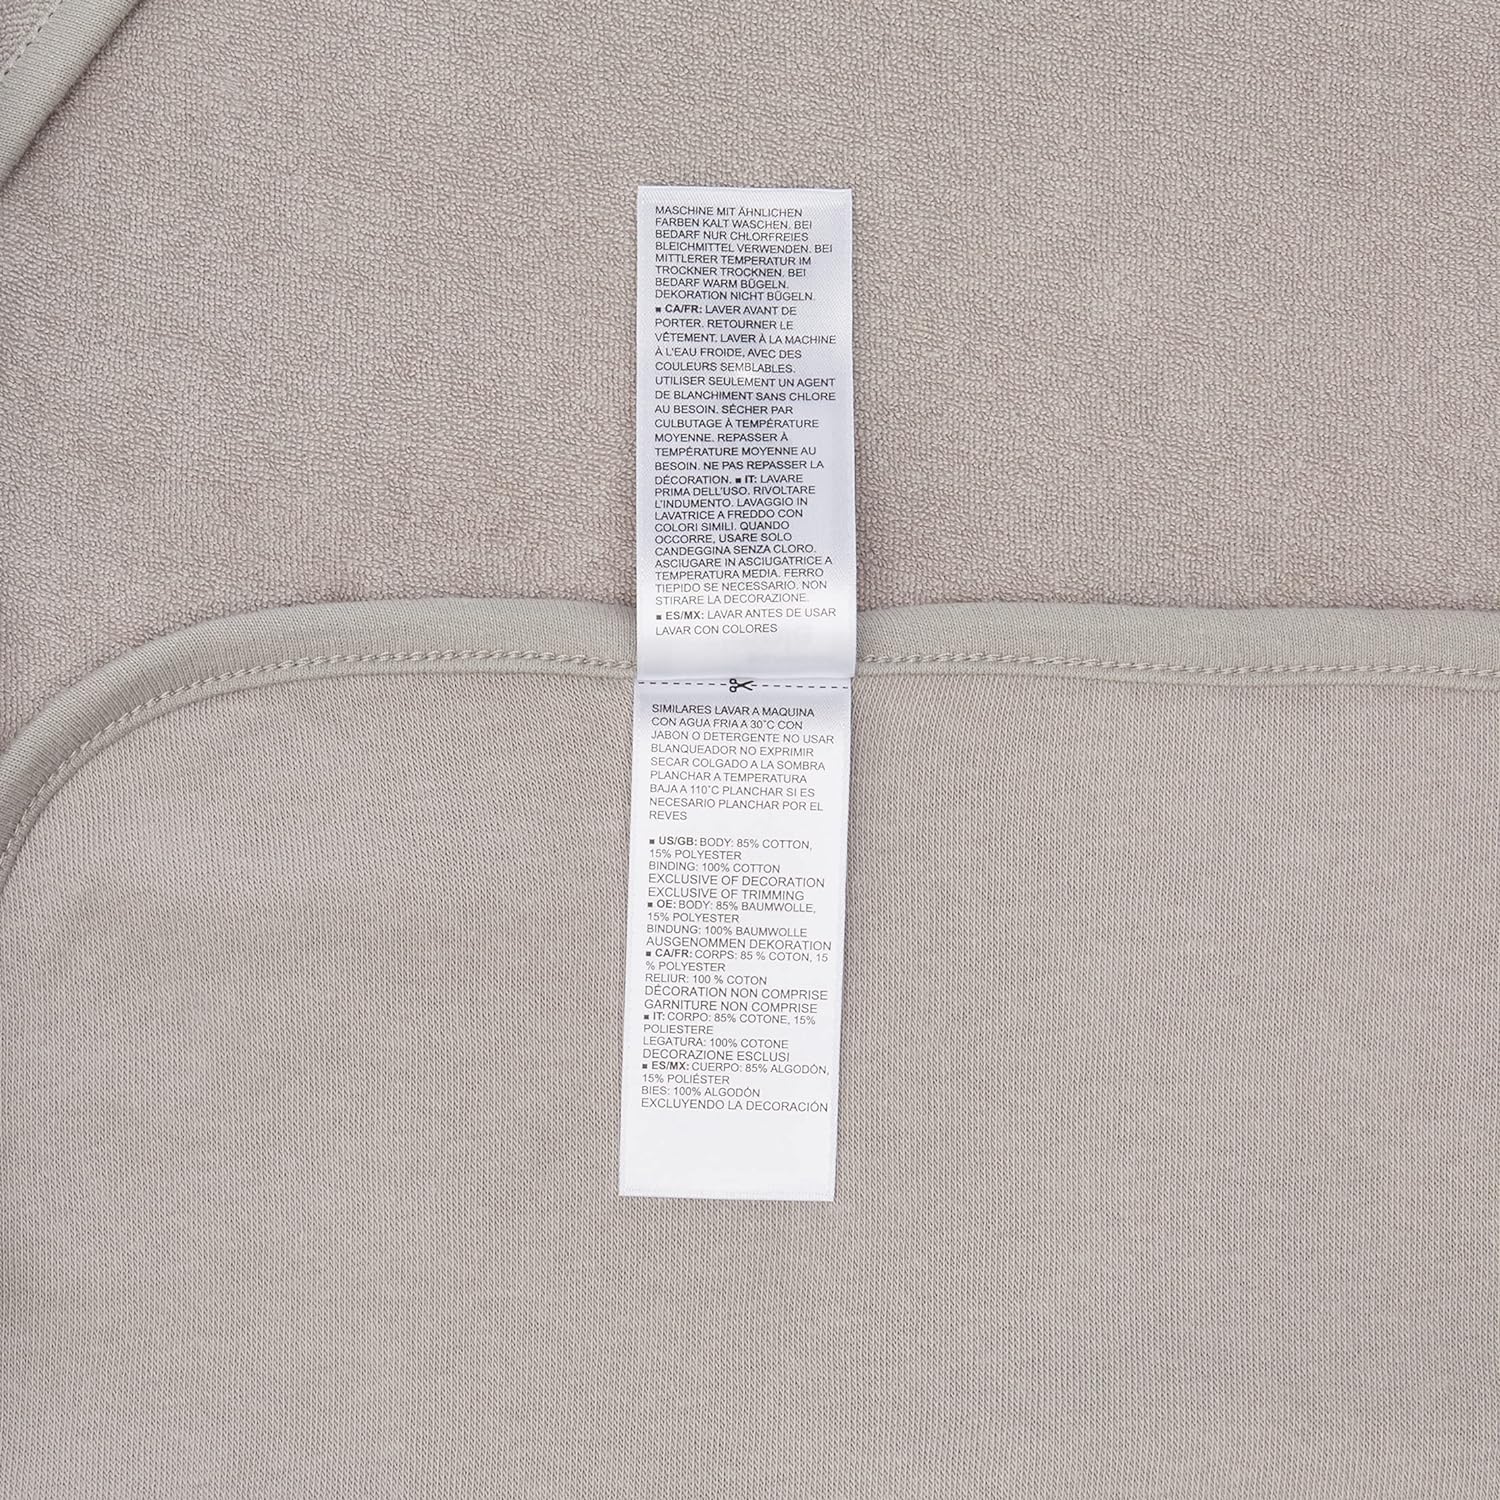 MASCHINE MIT ÄHNLICHEN
FARBEN KALT WASCHEN. BEI
BEDARF NUR CHLORFREIES
BLEICHMITTEL VERWENDEN. BEI
MITTLERER TEMPERATUR IM
TROCKNER TROCKNEN. BEI
BEDARF WARM BÜGELN.
DEKORATION NICHT BÜGELN.
■ CA/FR: LAVER AVANT DE
PORTER. RETOURNER LE
VÊTEMENT. LAVER À LA MACHINE
À L'EAU FROIDE, AVEC DES
COULEURS SEMBLABLES.
UTILISER SEULEMENT UN AGENT
DE BLANCHIMENT SANS CHLORE
AU BESOIN. SÉCHER PAR
CULBUTAGE À TEMPÉRATURE
MOYENNE. REPASSER À
TEMPÉRATURE MOYENNE AU
BESOIN. NE PAS REPASSER LA
DÉCORATION. ■ IT: LAVARE
PRIMA DELL'USO. RIVOLTARE
L'INDUMENTO. LAVAGGIO IN
LAVATRICE A FREDDO CON
COLORI SIMILI. QUANDO
OCCORRE, USARE SOLO
CANDEGGINA SENZA CLORO.
ASCIUGARE IN ASCIUGATRICE A
TEMPERATURA MEDIA. FERRO
TIEPIDO SE NECESSARIO. NON
STIRARE LA DECORAZIONE.
■ ES/MX: LAVAR ANTES DE USAR
LAVAR CON COLORES
SIMILARES LAVAR A MAQUINA
CON AGUA FRIA A 30°C CON
JABON O DETERGENTE NO USAR
BLANQUEADOR NO EXPRIMIR
SECAR COLGADO A LA SOMBRA
PLANCHAR A TEMPERATURA
BAJA A 110°C PLANCHAR SI ES
NECESARIO PLANCHAR POR EL
REVES
■ US/GB: BODY: 85% COTTON,
15% POLYESTER
BINDING: 100% COTTON
EXCLUSIVE OF DECORATION
EXCLUSIVE OF TRIMMING
■ OE: BODY: 85% BAUMWOLLE,
15% POLYESTER
BINDUNG: 100% BAUMWOLLE
AUSGENOMMEN DEKORATION
■ CA/FR: CORPS: 85 % COTON, 15
% POLYESTER
RELIUR: 100 % COTON
DÉCORATION NON COMPRISE
GARNITURE NON COMPRISE
■ IT: CORPO: 85% COTONE, 15%
POLIESTERE
LEGATURA: 100% COTONE
DECORAZIONE ESCLUSI
■ ES/MX: CUERPO: 85% ALGODÓN,
15% POLIÉSTER
BIES: 100% ALGODÓN
EXCLUYENDO LA DECORACIÓN